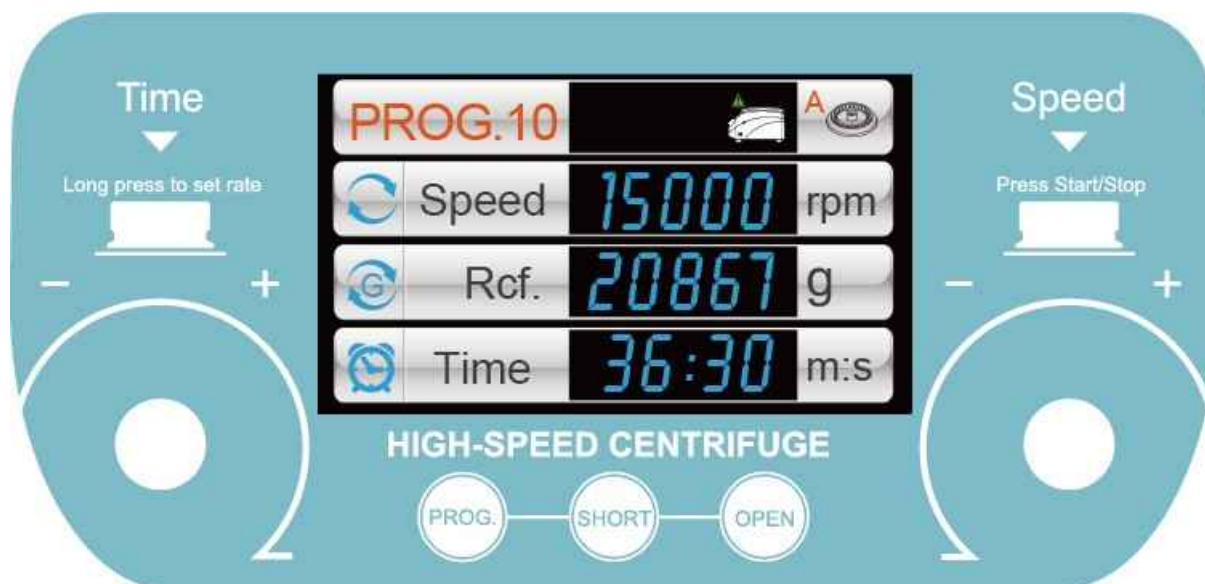 Time
Long press to set rate
− +
PROG.10 A
Speed 15000 rpm
G Rcf. 20867 g
Time 36:30 m:s
HIGH-SPEED CENTRIFUGE
PROG. SHORT OPEN
Speed
Press Start/Stop
− +